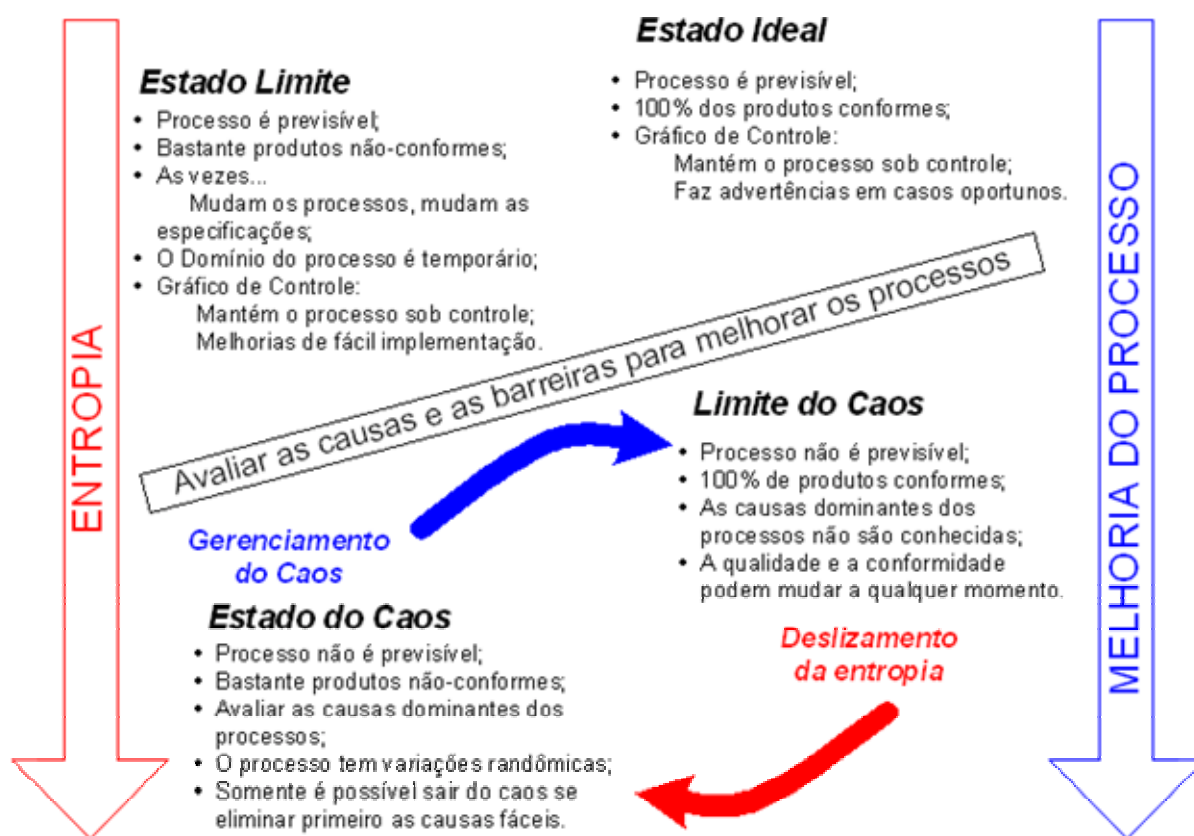 ENTROPIA
Estado Limite
• Processo é previsível;
• Bastante produtos não-conformes;
• As vezes...
Mudam os processos, mudam as
especificações;
• O Domínio do processo é temporário;
• Gráfico de Controle:
Mantém o processo sob controle;
Melhorias de fácil implementação.
Estado Ideal
• Processo é previsível;
• 100% dos produtos conformes;
• Gráfico de Controle:
Mantém o processo sob controle;
Faz advertências em casos oportunos.
Avaliar as causas e as barreiras para melhorar os processos
Gerenciamento
do Caos
Limite do Caos
• Processo não é previsível;
• 100% de produtos conformes;
• As causas dominantes dos
processos não são conhecidas;
• A qualidade e a conformidade
podem mudar a qualquer momento.
Estado do Caos
• Processo não é previsível;
• Bastante produtos não-conformes;
• Avaliar as causas dominantes dos
processos;
• O processo tem variações randômicas;
• Somente é possível sair do caos se
eliminar primeiro as causas fáceis.
Deslizamento
da entropia
MELHORIA DO PROCESSO